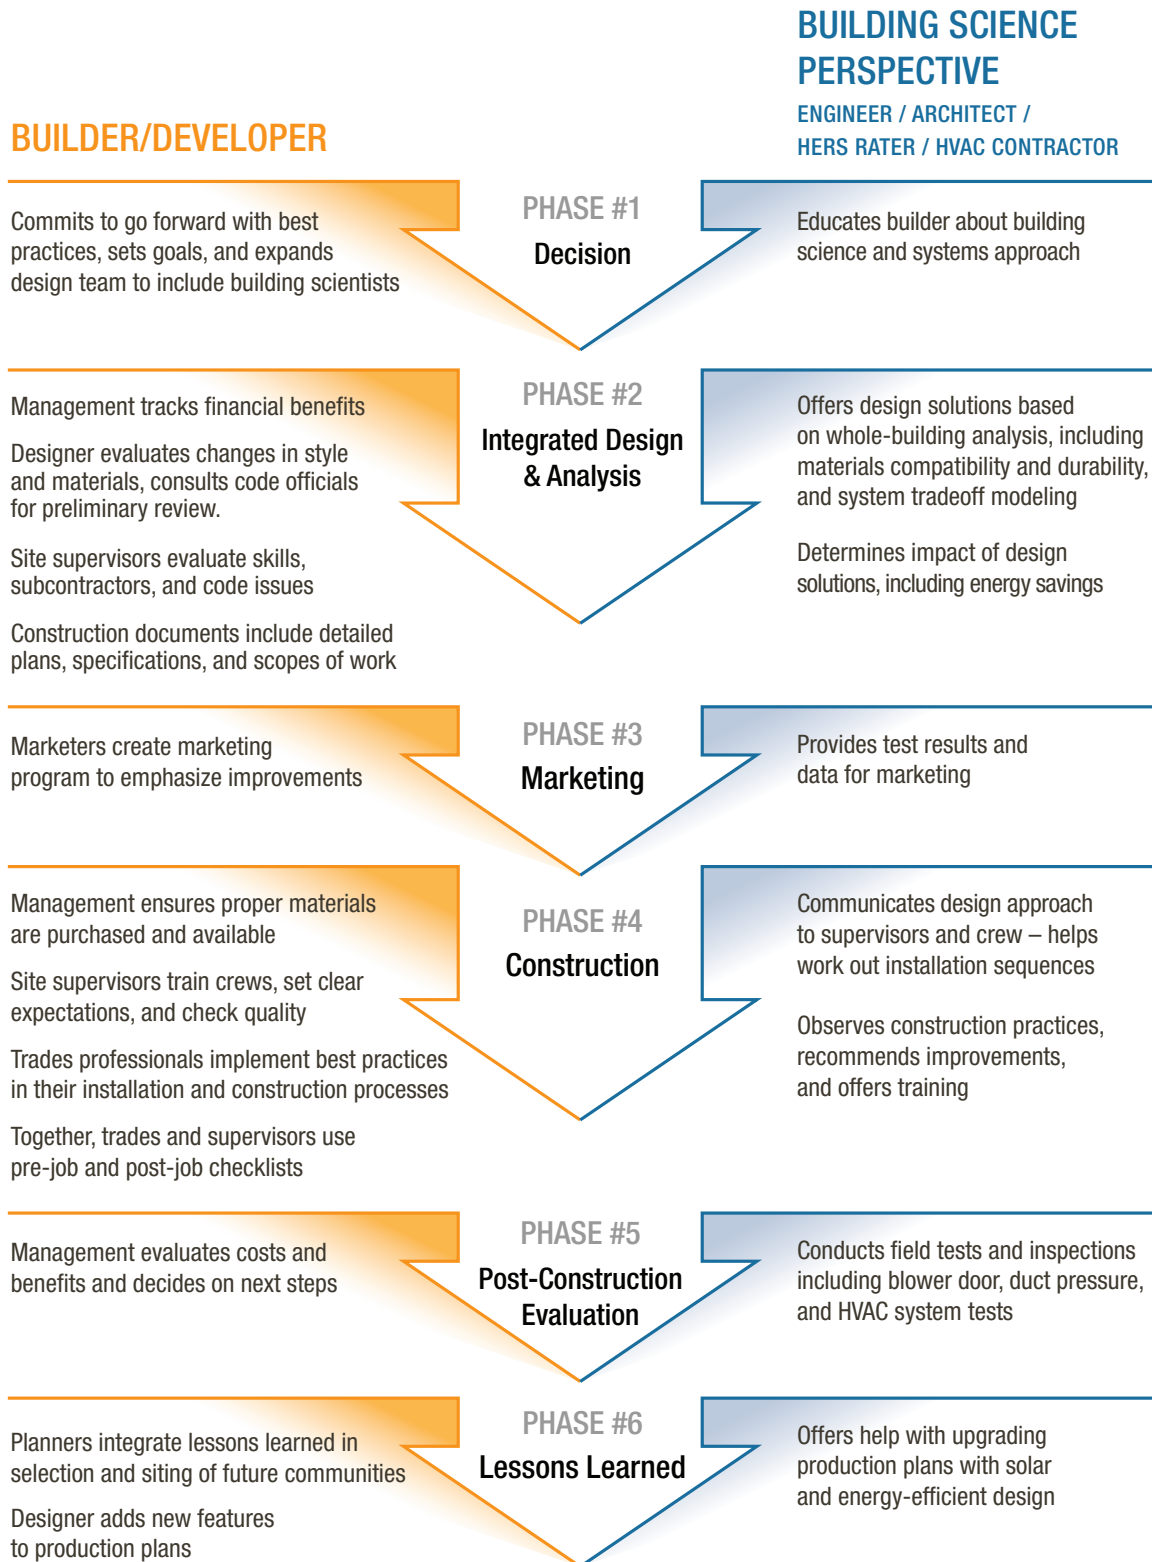 BUILDING SCIENCE
PERSPECTIVE
ENGINEER / ARCHITECT /
HERS RATER / HVAC CONTRACTOR
BUILDER/DEVELOPER
Commits to go forward with best
practices, sets goals, and expands
design team to include building scientists
PHASE #1
Decision
Educates builder about building
science and systems approach
Management tracks financial benefits
Designer evaluates changes in style
and materials, consults code officials
for preliminary review.
Site supervisors evaluate skills,
subcontractors, and code issues
Construction documents include detailed
plans, specifications, and scopes of work
PHASE #2
Integrated Design
& Analysis
Offers design solutions based
on whole-building analysis, including
materials compatibility and durability,
and system tradeoff modeling
Determines impact of design
solutions, including energy savings
Marketers create marketing
program to emphasize improvements
PHASE #3
Marketing
Provides test results and
data for marketing
Management ensures proper materials
are purchased and available
Site supervisors train crews, set clear
expectations, and check quality
Trades professionals implement best practices
in their installation and construction processes
Together, trades and supervisors use
pre-job and post-job checklists
PHASE #4
Construction
Communicates design approach
to supervisors and crew – helps
work out installation sequences
Observes construction practices,
recommends improvements,
and offers training
Management evaluates costs and
benefits and decides on next steps
PHASE #5
Post-Construction
Evaluation
Conducts field tests and inspections
including blower door, duct pressure,
and HVAC system tests
Planners integrate lessons learned in
selection and siting of future communities
Designer adds new features
to production plans
PHASE #6
Lessons Learned
Offers help with upgrading
production plans with solar
and energy-efficient design